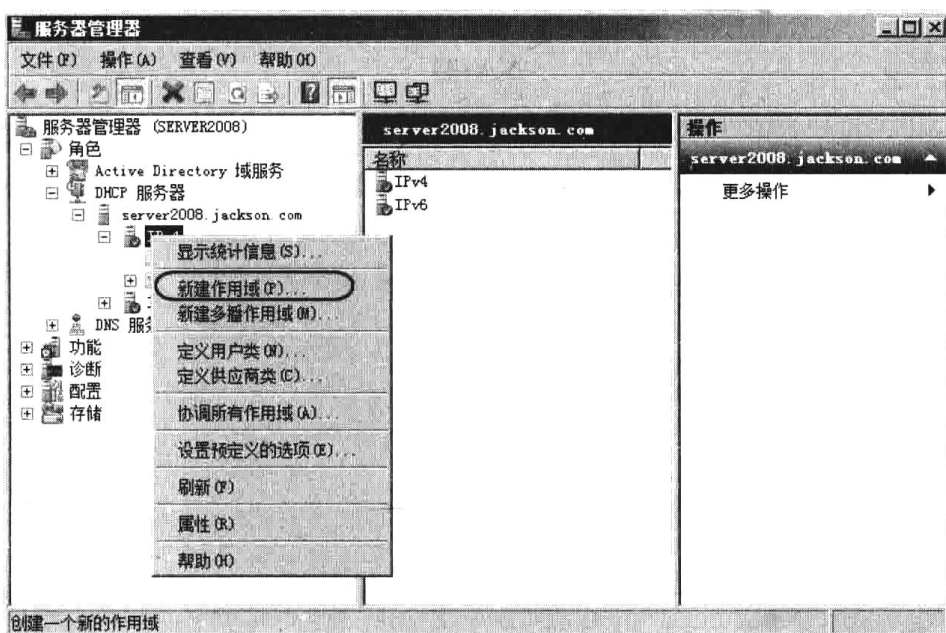 服务器管理器
文件(F) 操作(A) 查看(V) 帮助(H)
服务器管理器 (SERVER2008)
角色
Active Directory 域服务
DHCP 服务器
server2008.jackson.com
DNS 服
功能
诊断
配置
存储
显示统计信息(S)...
新建作用域(P)...
新建多播作用域(M)...
定义用户类(N)...
定义供应商类(C)...
协调所有作用域(A)...
设置预定义的选项(E)...
刷新(F)
属性(R)
帮助(H)
server2008.jackson.com
名称
IPv4
IPv6
操作
server2008.jackson.com
更多操作
创建一个新的作用域